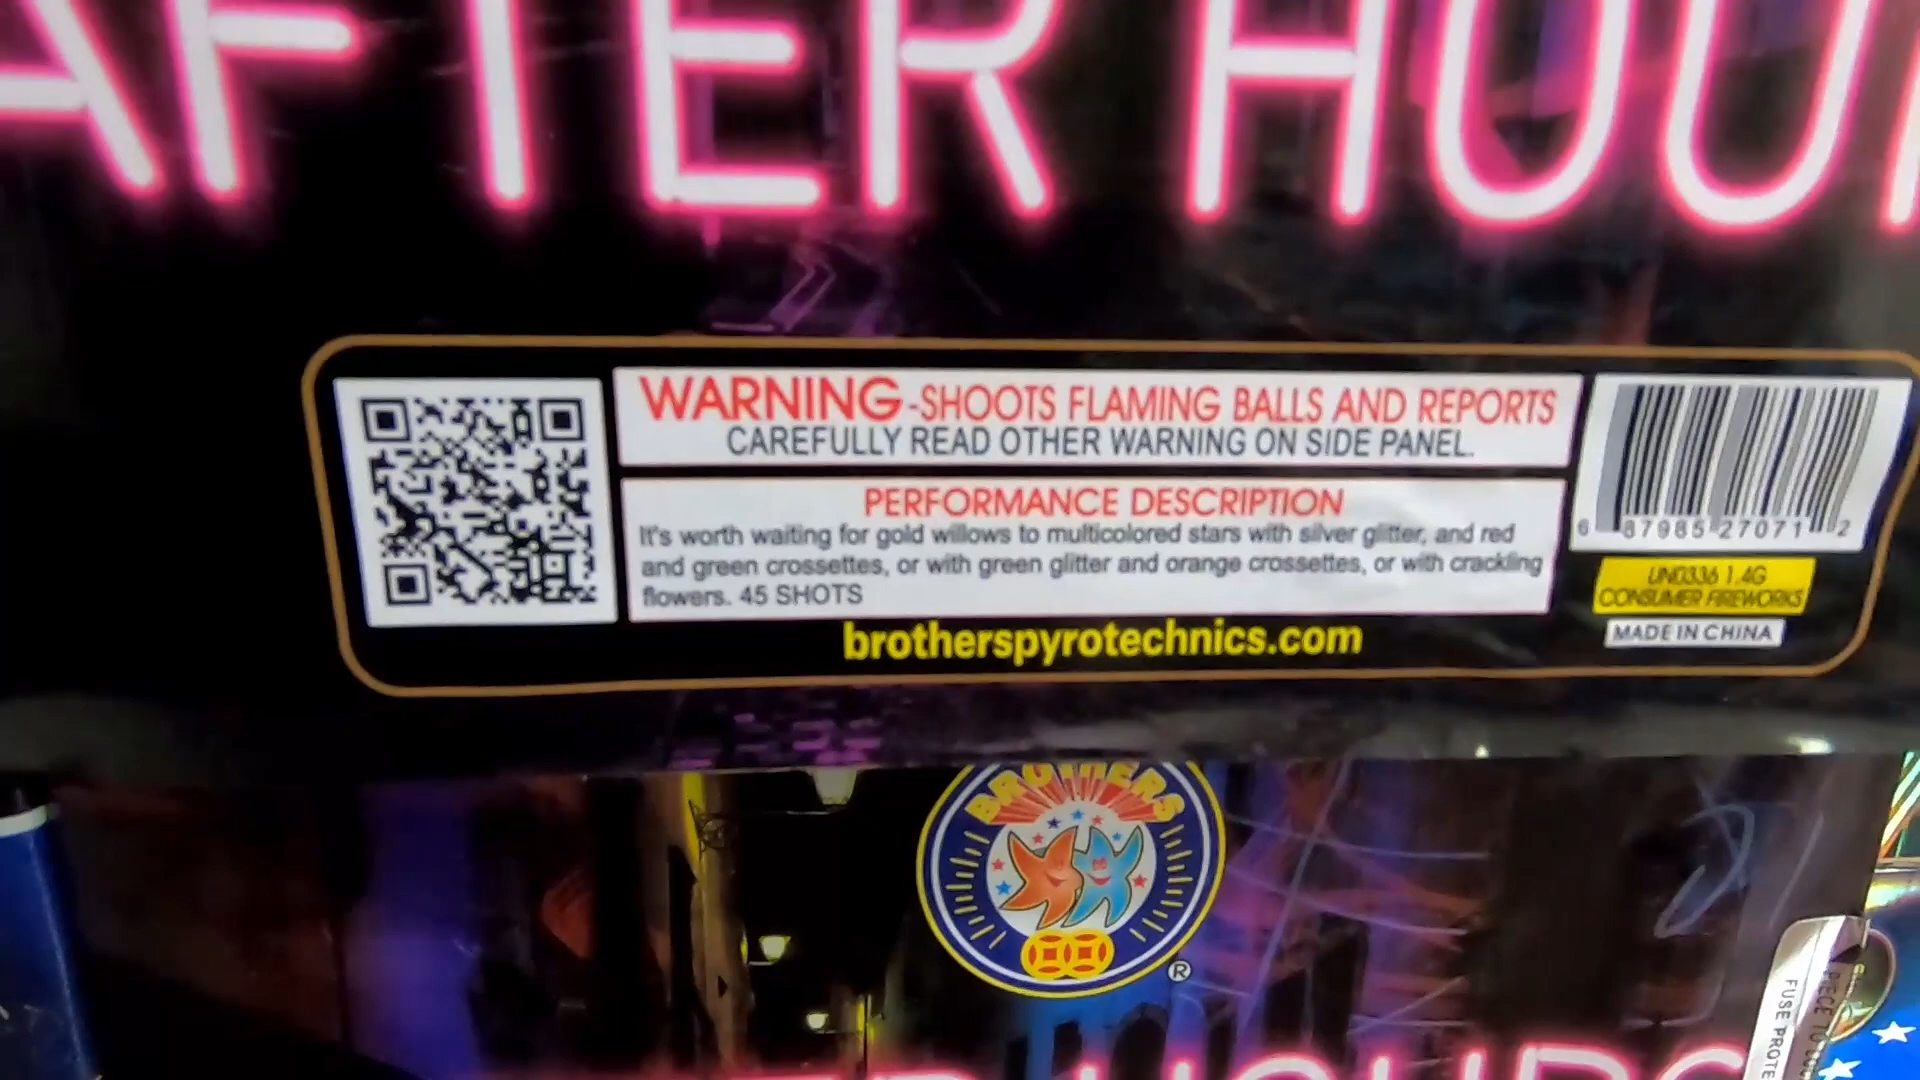 AFTER HOU
WARNING-SHOOTS FLAMING BALLS AND REPORTS
CAREFULLY READ OTHER WARNING ON SIDE PANEL.
PERFORMANCE DESCRIPTION
It's worth waiting for gold willows to multicolored stars with silver glitter, and red
and green crossettes, or with green glitter and orange crossettes, or with crackling
flowers. 45 SHOTS
brotherspyrotechnics.com
6 87985 27071 2
UN0336 1.4G
CONSUMER FIREWORKS
MADE IN CHINA
BROTHERS
®
HOURS
FUSE PROTE